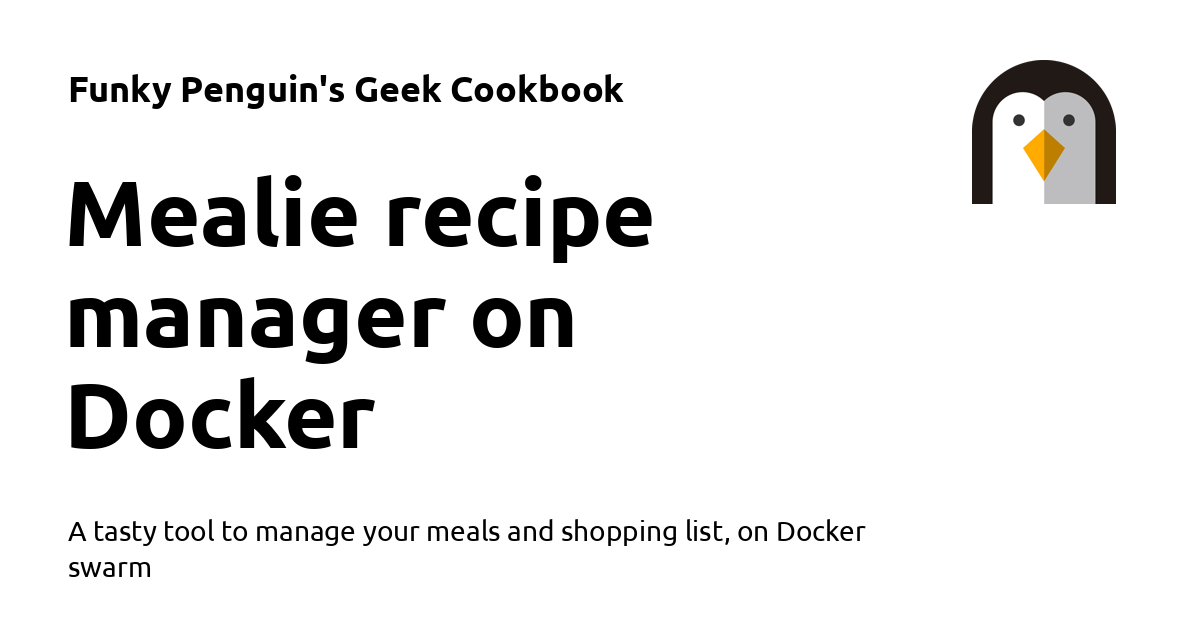 Funky Penguin's Geek Cookbook
Mealie recipe
manager on
Docker
A tasty tool to manage your meals and shopping list, on Docker
swarm